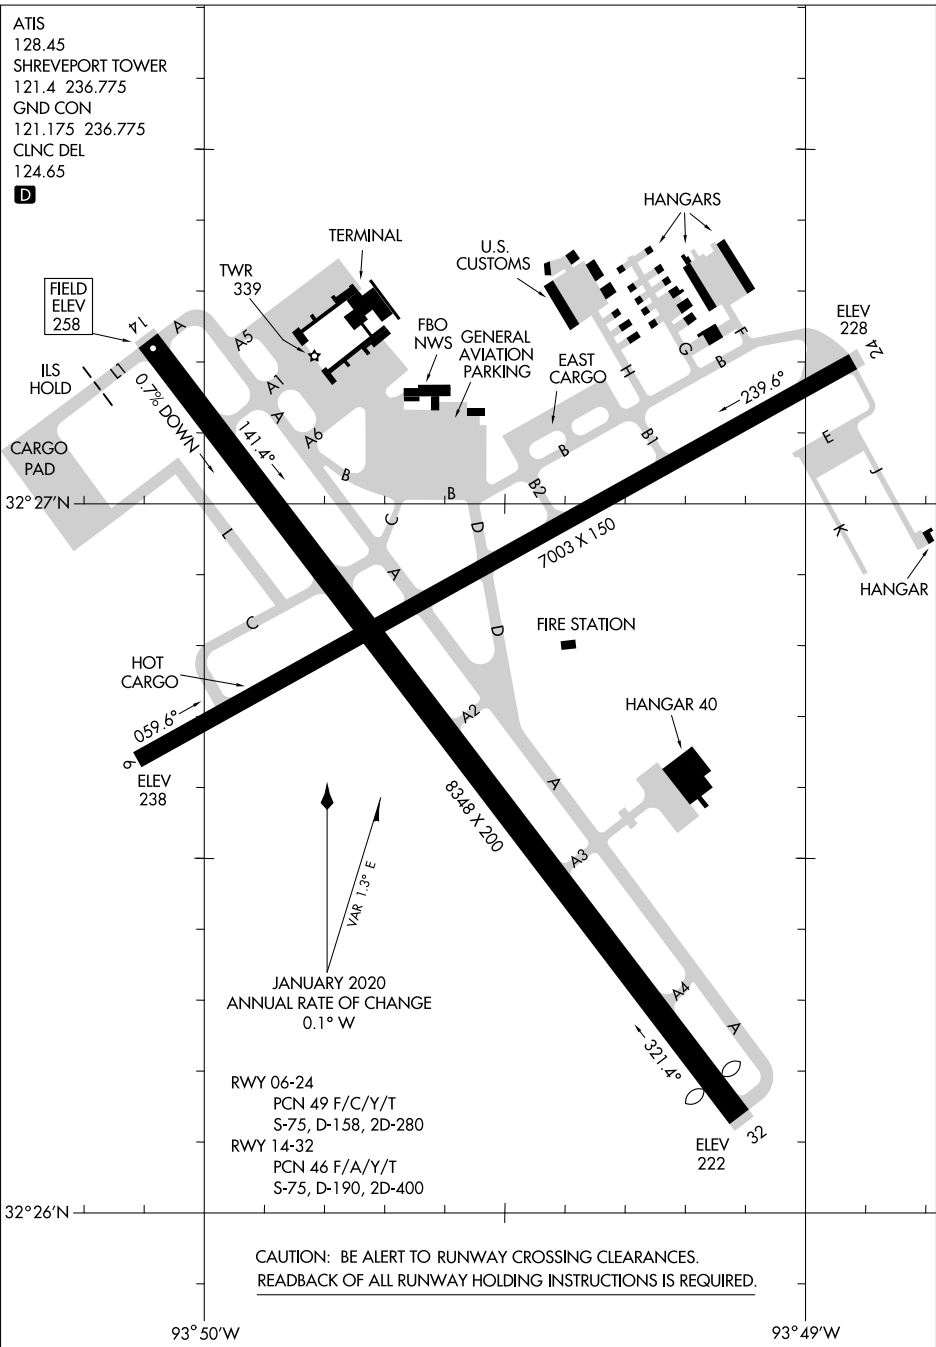 ATIS
128.45
SHREVEPORT TOWER
121.4 236.775
GND CON
121.175 236.775
CLNC DEL
124.65
D
HANGARS
TERMINAL
U.S.
CUSTOMS
TWR
339
FIELD
ELEV
258
14
A
A5
FBO
NWS
GENERAL
AVIATION
PARKING
EAST
CARGO
ELEV
228
24
F
G
B
H
ILS
HOLD
L1
0.7% DOWN
A1
A
141.4°
A6
239.6°
CARGO
PAD
B
B
B1
B
B2
E
J
K
32°27'N
L
C
D
7003 X 150
A
HANGAR
C
D
FIRE STATION
HOT
CARGO
059.6°
6
ELEV
238
A2
HANGAR 40
A
8348 X 200
VAR 1.3° E
A3
JANUARY 2020
ANNUAL RATE OF CHANGE
0.1° W
A4
A
321.4°
RWY 06-24
PCN 49 F/C/Y/T
S-75, D-158, 2D-280
RWY 14-32
PCN 46 F/A/Y/T
S-75, D-190, 2D-400
32
ELEV
222
32°26'N
CAUTION: BE ALERT TO RUNWAY CROSSING CLEARANCES.
READBACK OF ALL RUNWAY HOLDING INSTRUCTIONS IS REQUIRED.
93°50'W
93°49'W